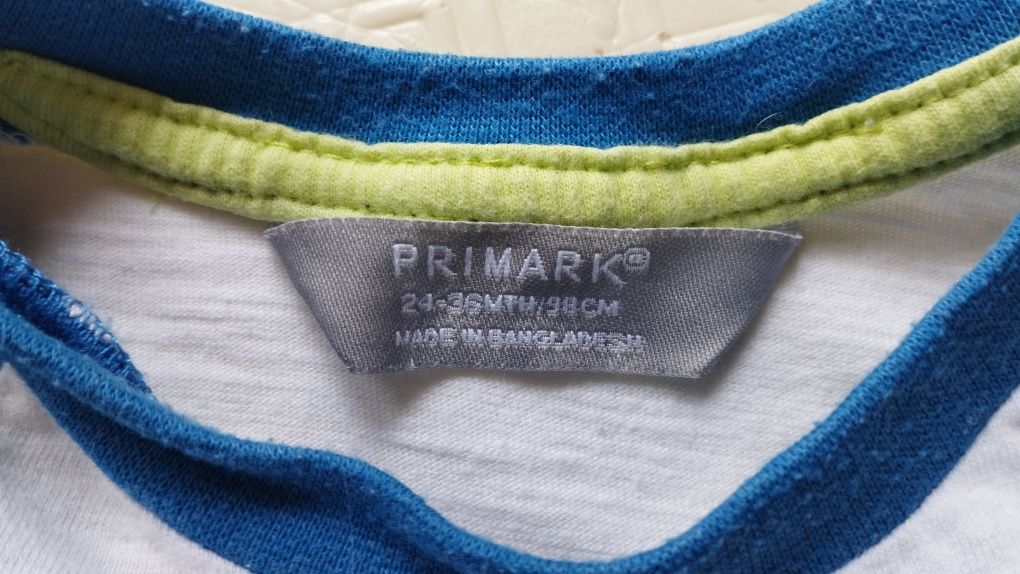 PRIMARK®
24-36MTH/98CM
MADE IN BANGLADESH